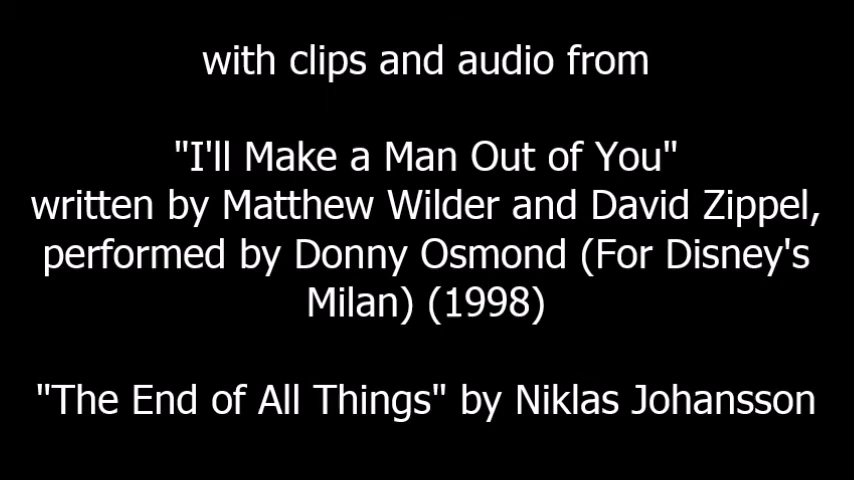 with clips and audio from
"I'll Make a Man Out of You"
written by Matthew Wilder and David Zippel,
performed by Donny Osmond (For Disney's
Milan) (1998)
"The End of All Things" by Niklas Johansson